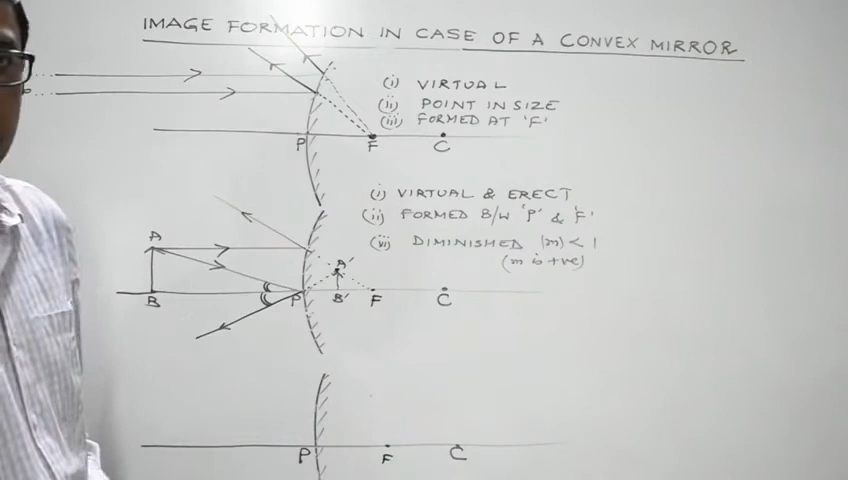 IMAGE FORMATION IN CASE OF A CONVEX MIRROR
(i) VIRTUAL
(ii) POINT IN SIZE
(iii) FORMED AT 'F'
P F C
(i) VIRTUAL & ERECT
(ii) FORMED B/W 'P' & 'F'
(vi) DIMINISHED |m| < 1
(m is +ve)
A
A'
B P B' F C
P F C